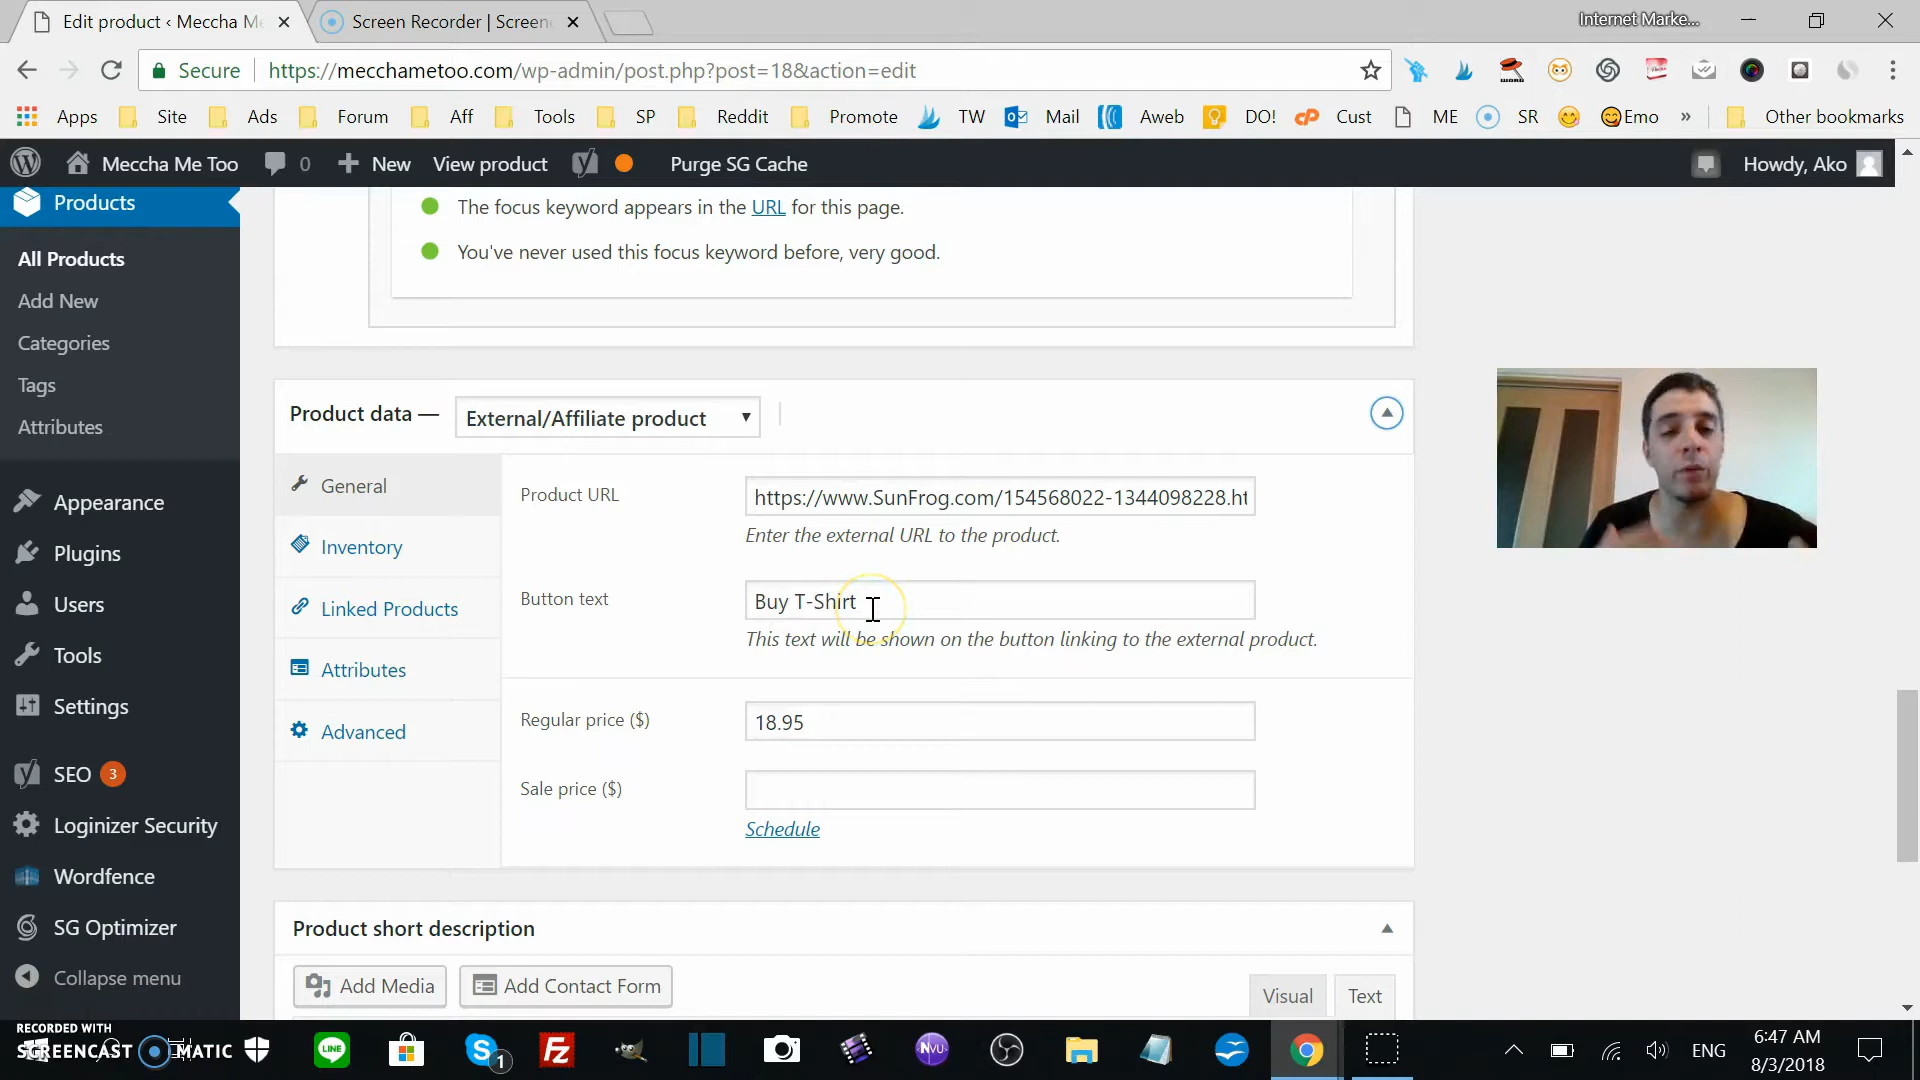 Edit product ‹ Meccha Me
Screen Recorder | Screen
Internet Marke...
Secure
https://mecchametoo.com/wp-admin/post.php?post=18&action=edit
WORD
Apps
Site
Ads
Forum
Aff
Tools
SP
Reddit
Promote
TW
Mail
Aweb
DO!
Cust
ME
SR
Emo
»
Other bookmarks
Meccha Me Too
0
New
View product
Purge SG Cache
Howdy, Ako
Products
All Products
Add New
Categories
Tags
Attributes
Appearance
Plugins
Users
Tools
Settings
SEO 3
Loginizer Security
Wordfence
SG Optimizer
Collapse menu
The focus keyword appears in the URL for this page.
You've never used this focus keyword before, very good.
Product data —
External/Affiliate product
General
Inventory
Linked Products
Attributes
Advanced
Product URL
https://www.SunFrog.com/154568022-1344098228.ht
Enter the external URL to the product.
Button text
Buy T-Shirt
This text will be shown on the button linking to the external product.
Regular price ($)
18.95
Sale price ($)
Schedule
Product short description
Add Media
Add Contact Form
Visual
Text
RECORDED WITH
SCREENCAST MATIC
LINE
1
NVU
ENG
6:47 AM
8/3/2018